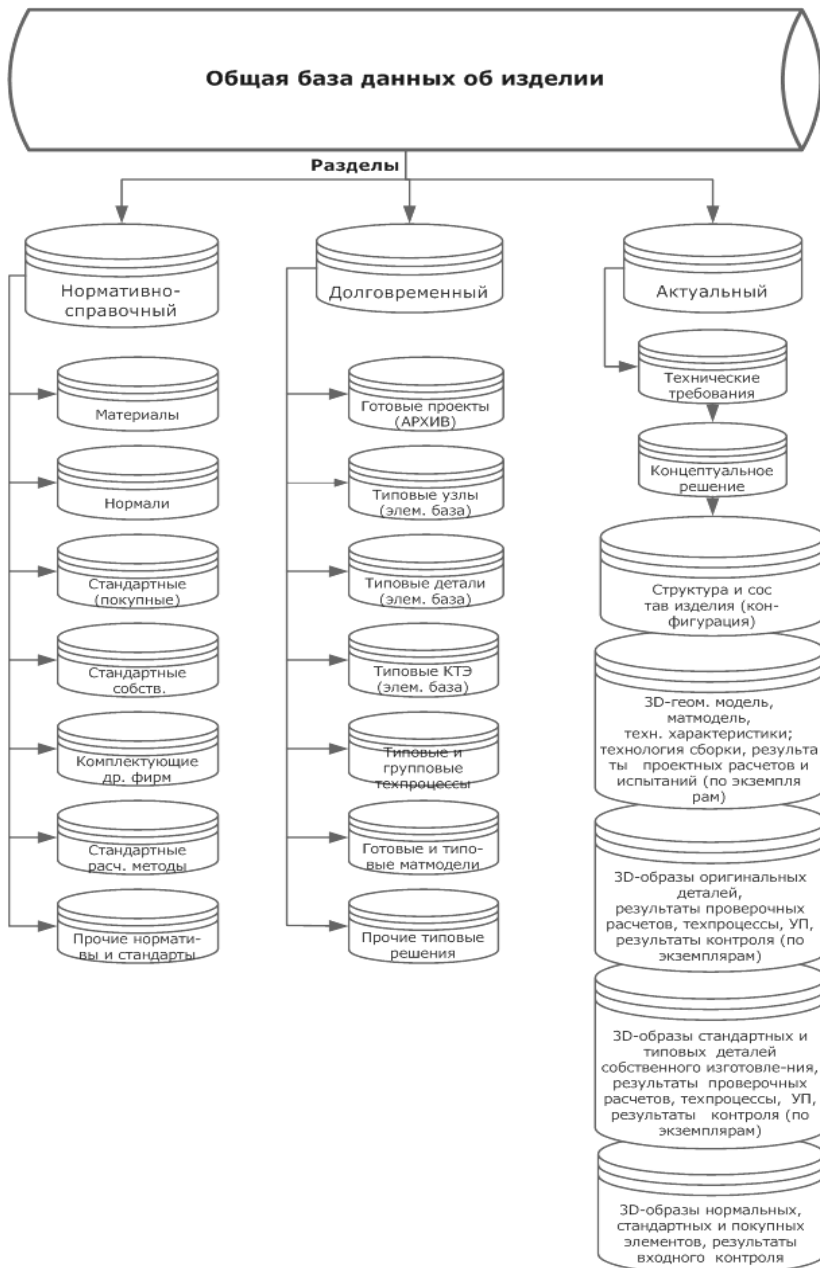 Общая база данных об изделии
Разделы
Нормативно-
справочный
Материалы
Нормали
Стандартные
(покупные)
Стандартные
собств.
Комплектующие
др. фирм
Стандартные
расч. методы
Прочие нормати-
вы и стандарты
Долговременный
Готовые проекты
(АРХИВ)
Типовые узлы
(элем. база)
Типовые детали
(элем. база)
Типовые КТЭ
(элем. база)
Типовые и
групповые
техпроцессы
Готовые и типо-
вые матмодели
Прочие типовые
решения
Актуальный
Технические
требования
Концептуальное
решение
Структура и сос
тав изделия (кон-
фигурация)
3D-геом. модель,
матмодель,
техн. характеристики;
технология сборки, результа
ты проектных расчетов и
испытаний (по экземпля
рам)
3D-образы оригинальных
деталей,
результаты проверочных
расчетов, техпроцессы, УП,
результаты контроля (по
экземплярам)
3D-образы стандартных и
типовых деталей
собственного изготовле-ния,
результаты проверочных
расчетов, техпроцессы, УП,
результаты контроля (по
экземплярам)
3D-образы нормальных,
стандартных и покупных
элементов, результаты
входного контроля